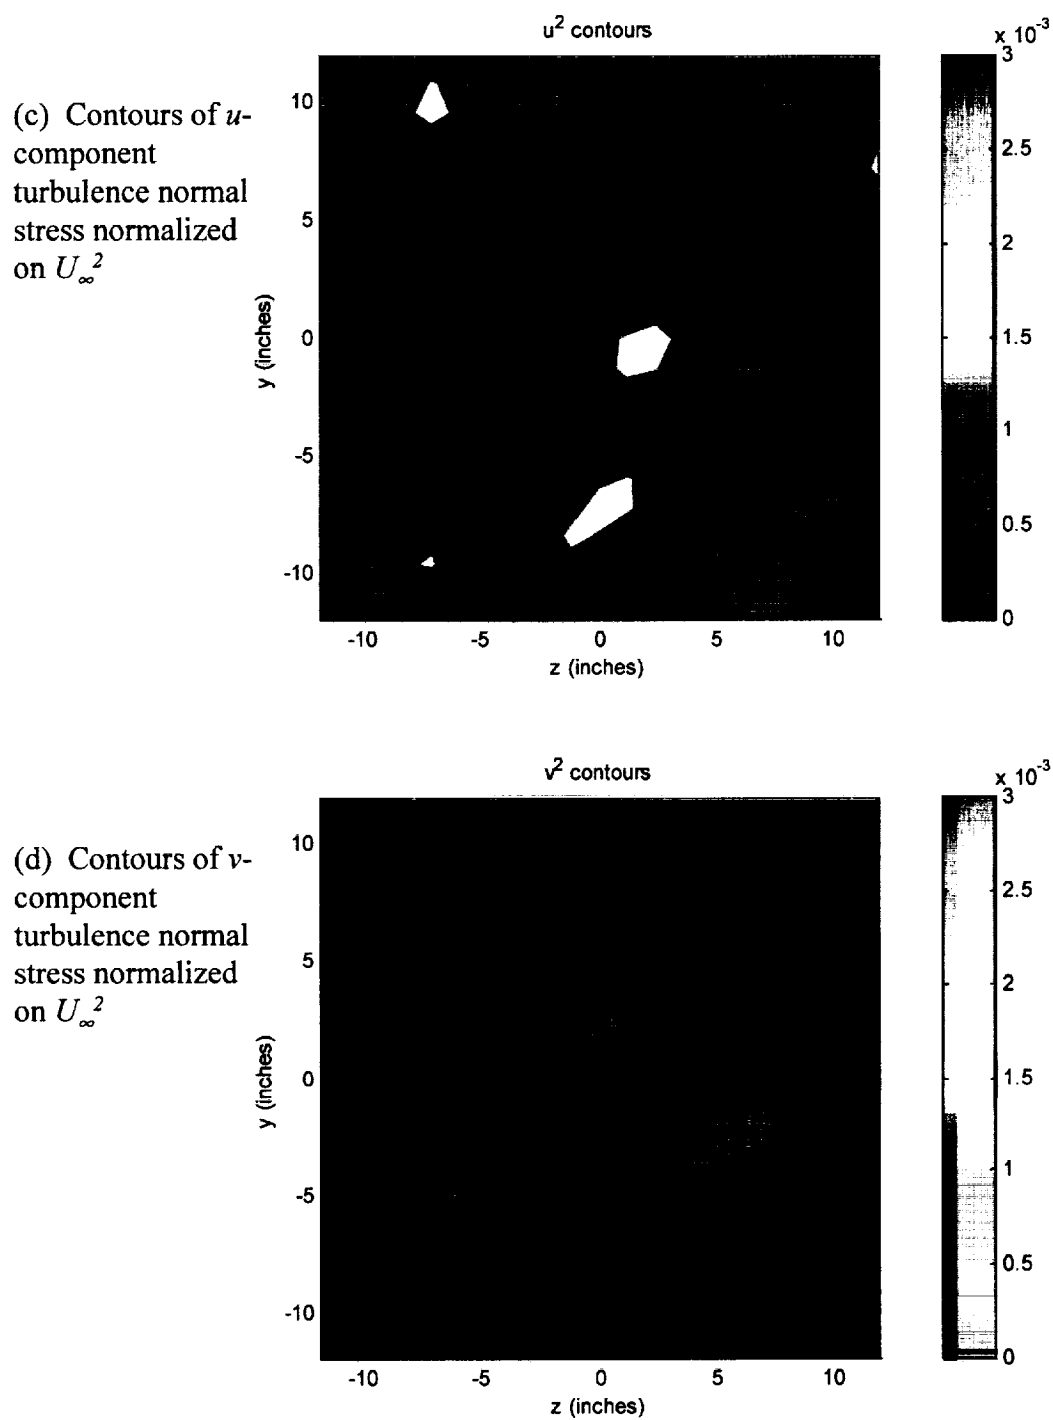 u² contours
x 10⁻³
(c) Contours of u-
component
turbulence normal
stress normalized
on U∞²
y (inches)
10
5
0
-5
-10
-10 -5 0 5 10
z (inches)
3
2.5
2
1.5
1
0.5
0
v² contours
x 10⁻³
(d) Contours of v-
component
turbulence normal
stress normalized
on U∞²
y (inches)
10
5
0
-5
-10
-10 -5 0 5 10
z (inches)
3
2.5
2
1.5
1
0.5
0